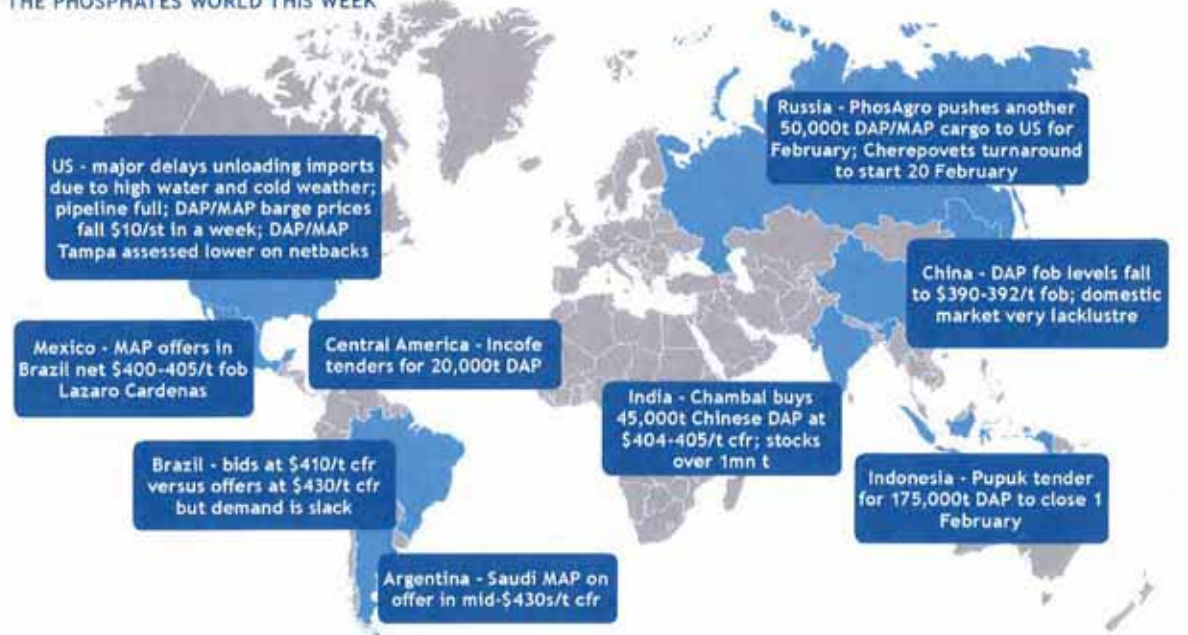 THE PHOSPHATES WORLD THIS WEEK
US - major delays unloading imports
due to high water and cold weather;
pipeline full; DAP/MAP barge prices
fall $10/st in a week; DAP/MAP
Tampa assessed lower on netbacks
Russia - PhosAgro pushes another
50,000t DAP/MAP cargo to US for
February; Cherepovets turnaround
to start 20 February
China - DAP fob levels fall
to $390-392/t fob; domestic
market very lacklustre
Mexico - MAP offers in
Brazil net $400-405/t fob
Lazaro Cardenas
Central America - Incofe
tenders for 20,000t DAP
India - Chambal buys
45,000t Chinese DAP at
$404-405/t cfr; stocks
over 1mn t
Brazil - bids at $410/t cfr
versus offers at $430/t cfr
but demand is slack
Indonesia - Pupuk tender
for 175,000t DAP to close 1
February
Argentina - Saudi MAP on
offer in mid-$430s/t cfr